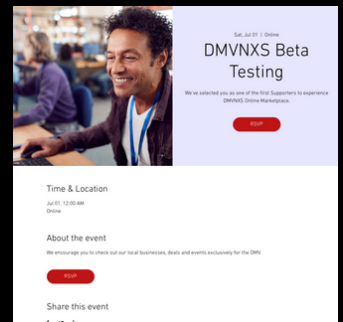 Sat, Jul 01 | Online
DMVNXS Beta
Testing
We've selected you as one of the first Supporters to experience
DMVNXS Online Marketplace.
RSVP
Time & Location
Jul 01, 12:00 AM
Online
About the event
We encourage you to check out our local businesses, deals and events exclusively for the DMV.
RSVP
Share this event